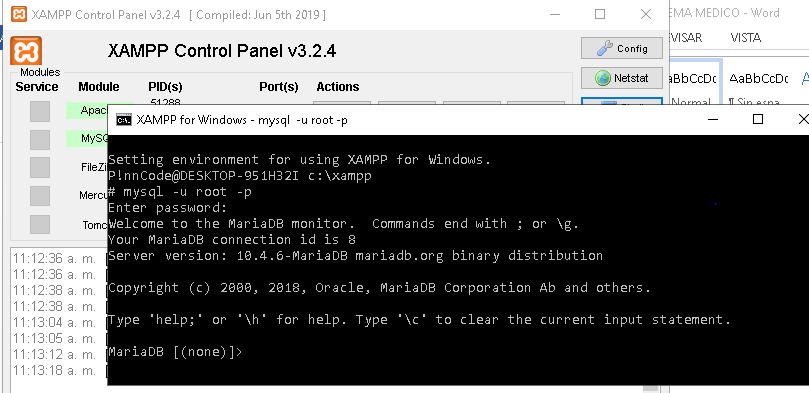 XAMPP Control Panel v3.2.4 [ Compiled: Jun 5th 2019 ]
EMA MEDICO - Word
XAMPP Control Panel v3.2.4
Config
VISAR VISTA
Modules
Service Module PID(s) Port(s) Actions
Netstat
AaBbCcDc AaBbCcDc
51288
Apac
Normal ¶ Sin espa
XAMPP for Windows - mysql -u root -p
MySQ
FileZi
Mercu
Tomc
Setting environment for using XAMPP for Windows.
P!nnCode@DESKTOP-951H32I c:\xampp
# mysql -u root -p
Enter password:
Welcome to the MariaDB monitor.  Commands end with ; or \g.
Your MariaDB connection id is 8
Server version: 10.4.6-MariaDB mariadb.org binary distribution
Copyright (c) 2000, 2018, Oracle, MariaDB Corporation Ab and others.
Type 'help;' or '\h' for help. Type '\c' to clear the current input statement.
MariaDB [(none)]>
11:12:36 a. m. [
11:12:36 a. m. [
11:12:38 a. m. [
11:12:38 a. m. [
11:13:04 a. m. [
11:13:05 a. m. [
11:13:12 a. m. [
11:13:18 a. m. [